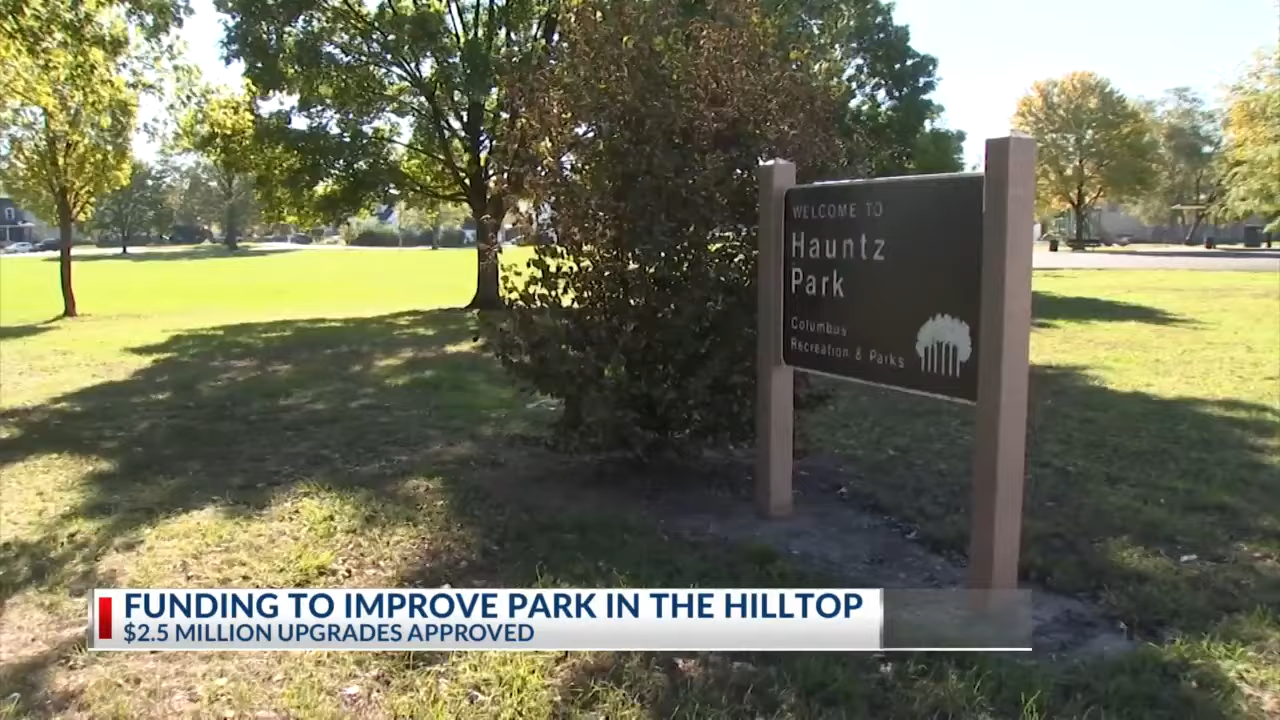 WELCOME TO
Hauntz
Park
Columbus
Recreation & Parks
FUNDING TO IMPROVE PARK IN THE HILLTOP
$2.5 MILLION UPGRADES APPROVED